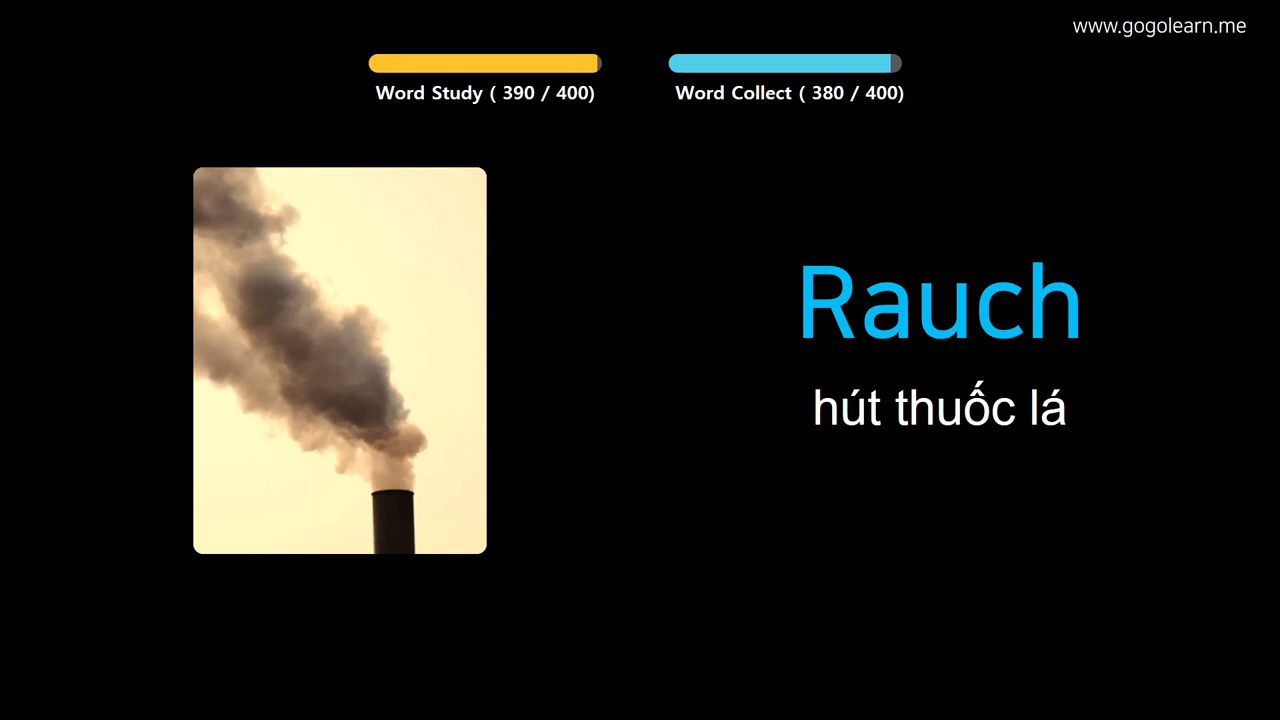 www.gogolearn.me
Word Study ( 390 / 400)
Word Collect ( 380 / 400)
Rauch
hút thuốc lá